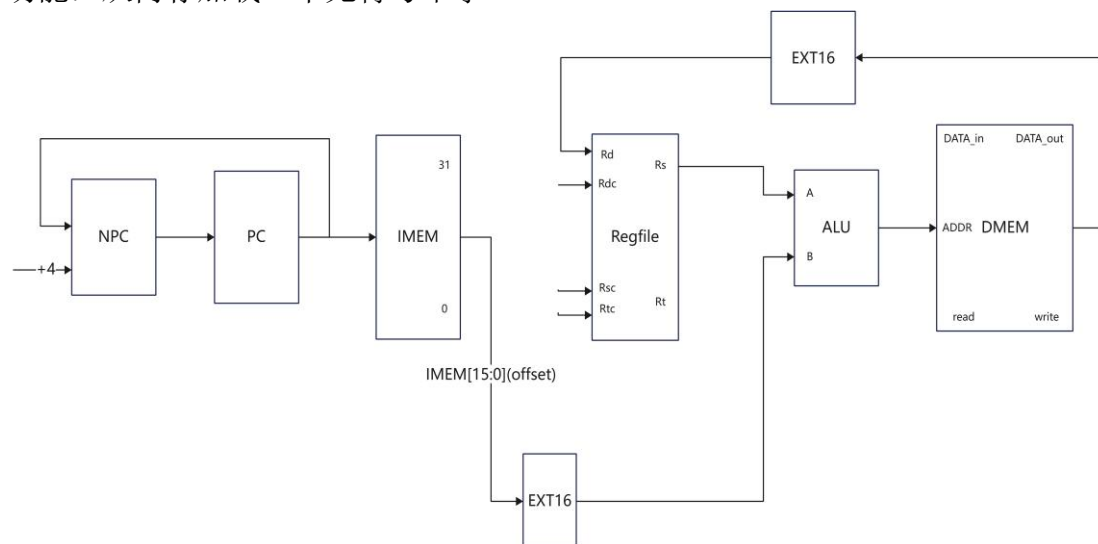 EXT16
31
DATA_in DATA_out
Rd Rs
Rdc
A
NPC PC IMEM Regfile ALU ADDR DMEM
+4
B
Rsc
0 Rt
Rtc
read write
IMEM[15:0](offset)
EXT16